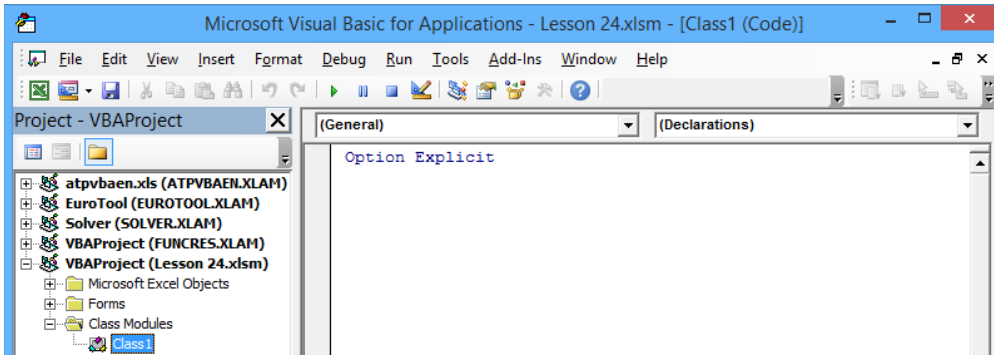 Microsoft Visual Basic for Applications - Lesson 24.xlsm - [Class1 (Code)]
File Edit View Insert Format Debug Run Tools Add-Ins Window Help
Project - VBAProject
(General) (Declarations)
Option Explicit
atpvbaen.xls (ATPVBAEN.XLAM)
EuroTool (EUROTOOL.XLAM)
Solver (SOLVER.XLAM)
VBAProject (FUNCRES.XLAM)
VBAProject (Lesson 24.xlsm)
Microsoft Excel Objects
Forms
Class Modules
Class1